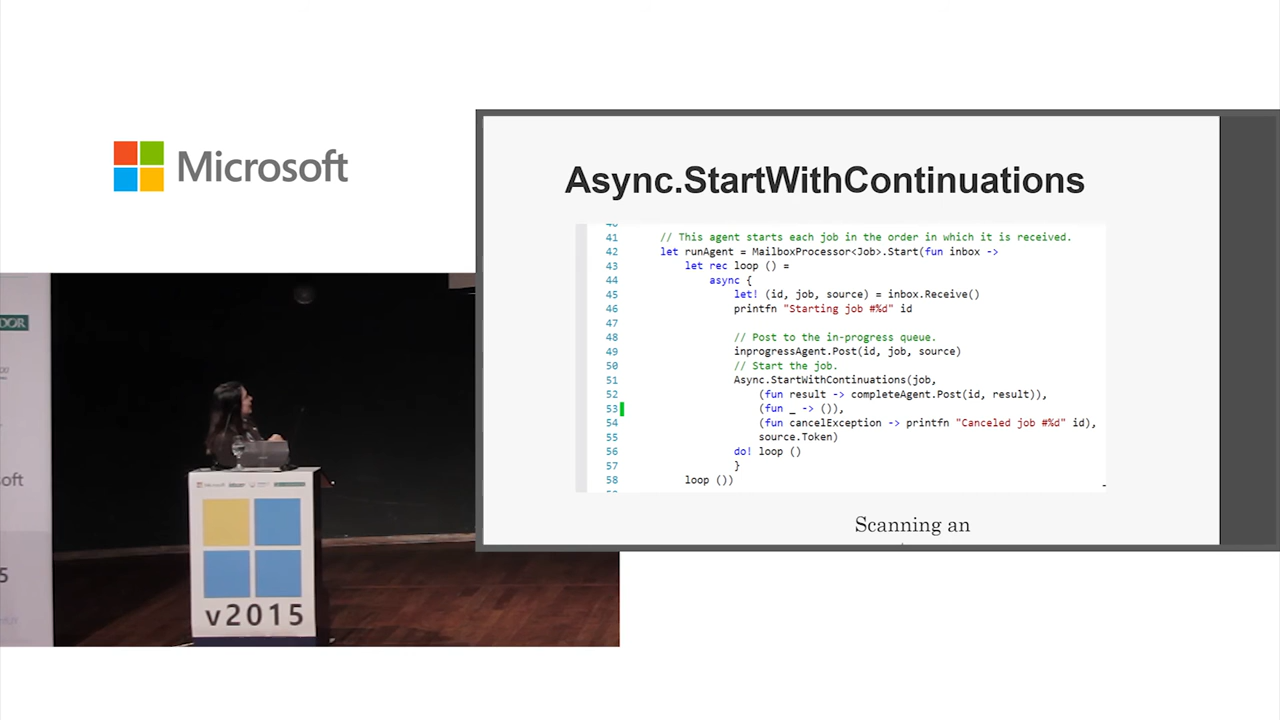 Microsoft
Async.StartWithContinuations
41 // This agent starts each job in the order in which it is received.
42 let runAgent = MailboxProcessor<Job>.Start(fun inbox ->
43 let rec loop () =
44 async {
45 let! (id, job, source) = inbox.Receive()
46 printfn "Starting job #%d" id
47
48 // Post to the in-progress queue.
49 inprogressAgent.Post(id, job, source)
50 // Start the job.
51 Async.StartWithContinuations(job,
52 (fun result -> completeAgent.Post(id, result)),
53 (fun _ -> ()),
54 (fun cancelException -> printfn "Canceled job #%d" id),
55 source.Token)
56 do! loop ()
57 }
58 loop ())
Scanning an
v2015